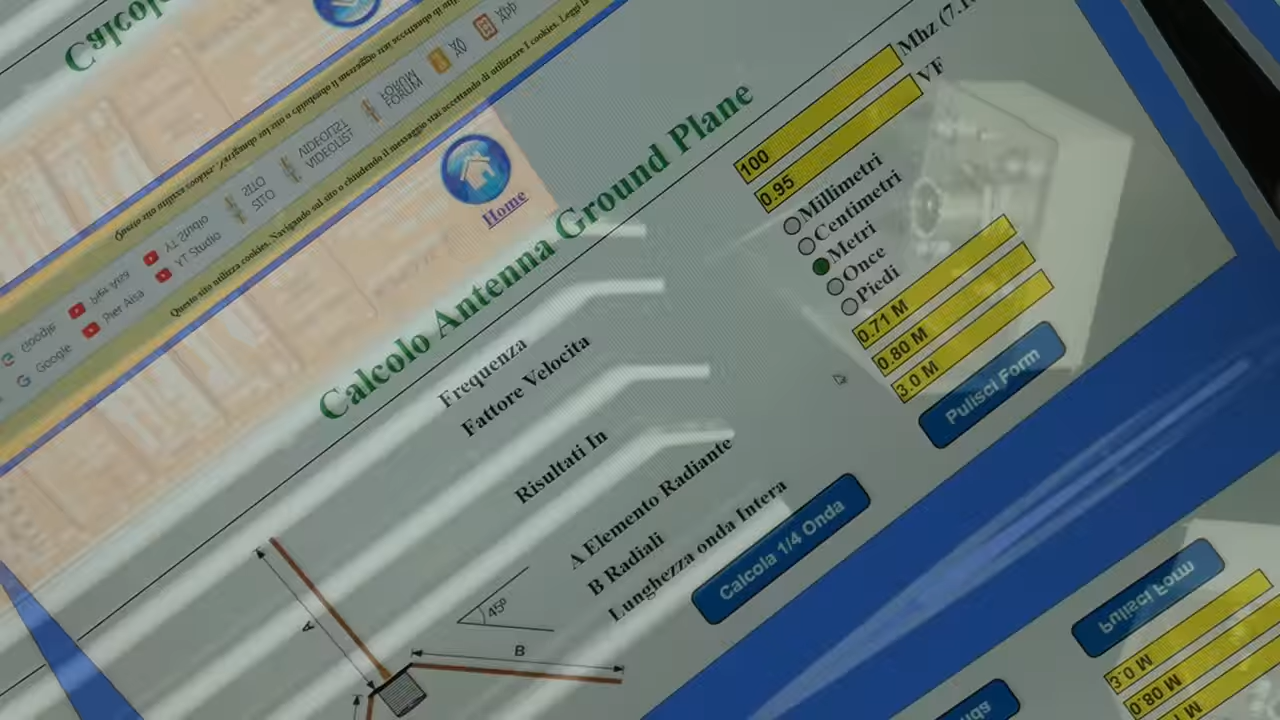 Google
Pier Aisa
YT Studio
SITO
VIDEOLIST
FORUM
XQ
Xpp
Questo sito utilizza cookies. Navigando sul sito o chiudendo il messaggio stai accettando di utilizzare I cookies. Leggi
Home
Calcolo Antenna Ground Plane
Frequenza
100
Mhz
Fattore Velocita
0.95
VF
Risultati In
Millimetri
Centimetri
Metri
Once
Piedi
A Elemento Radiante
0.71 M
B Radiali
0.80 M
Lunghezza onda Intera
3.0 M
Calcola 1/4 Onda
Pulisci Form
A
45º
B